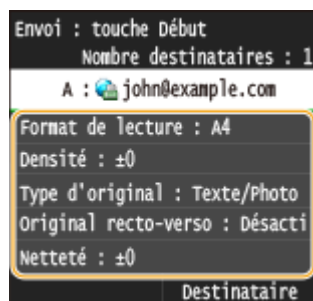 Envoi : touche Début
Nombre destinataires : 1
A : john@example.com
Format de lecture : A4
Densité : ±0
Type d'original : Texte/Photo
Original recto-verso : Désacti
Netteté : ±0
Destinataire